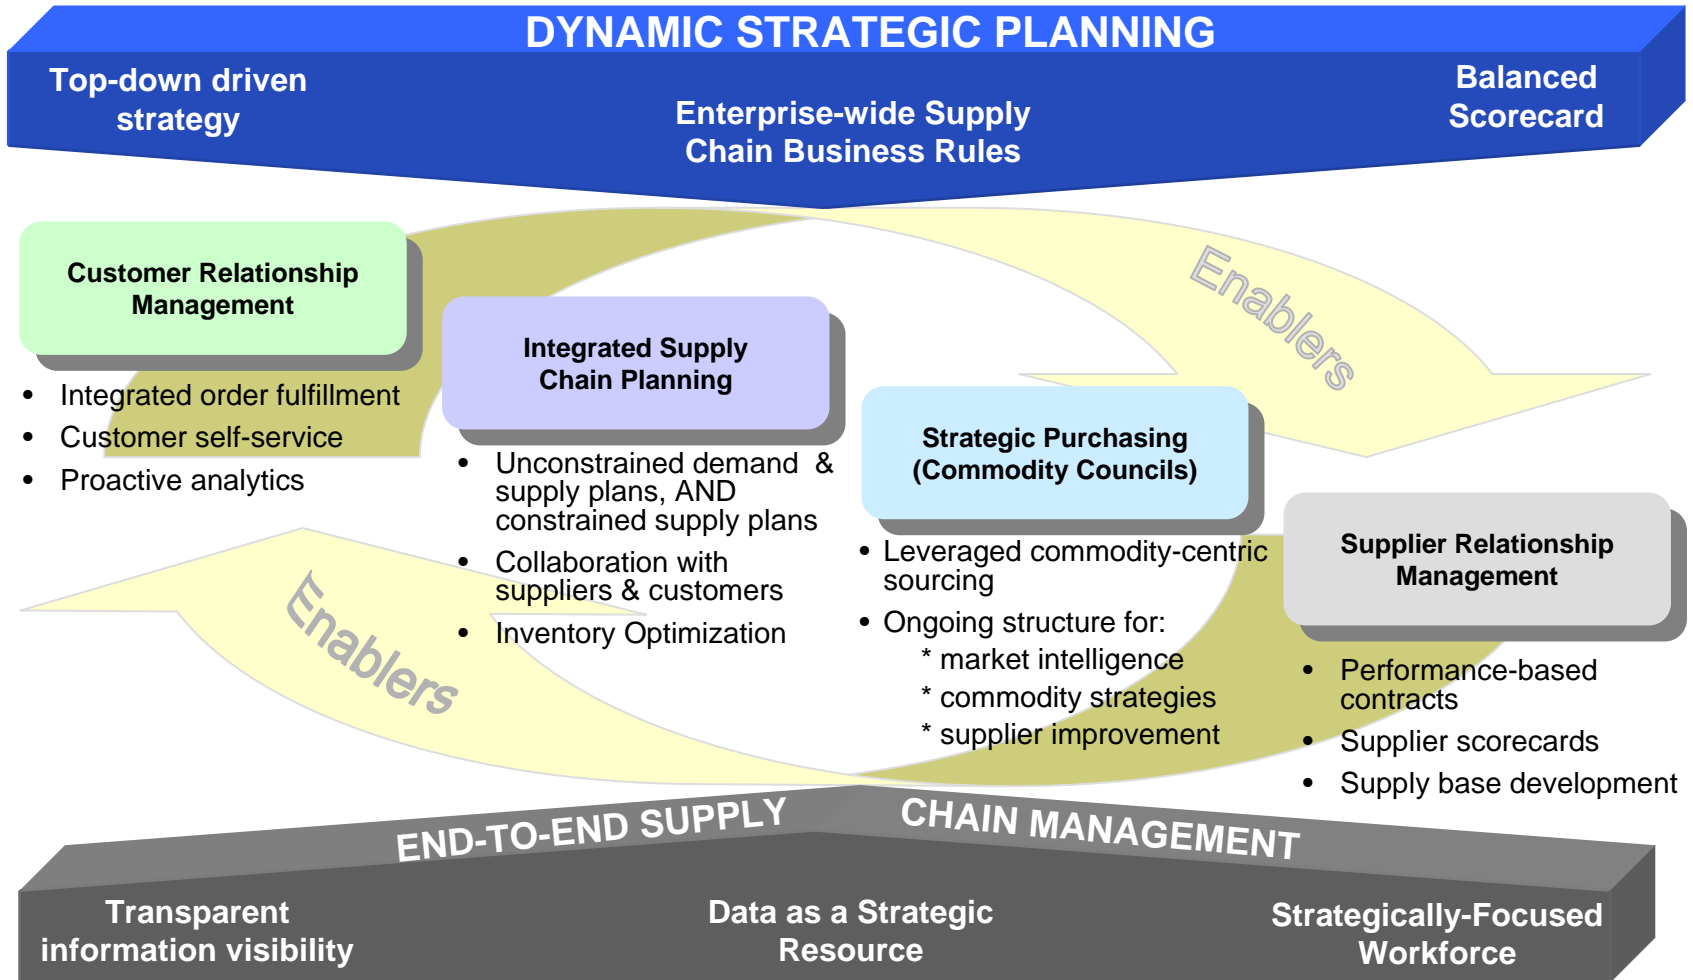 DYNAMIC STRATEGIC PLANNING
Top-down driven
strategy
Enterprise-wide Supply
Chain Business Rules
Balanced
Scorecard
Enablers
Customer Relationship
Management
• Integrated order fulfillment
• Customer self-service
• Proactive analytics
Integrated Supply
Chain Planning
• Unconstrained demand &
supply plans, AND
constrained supply plans
• Collaboration with
suppliers & customers
• Inventory Optimization
Strategic Purchasing
(Commodity Councils)
• Leveraged commodity-centric
sourcing
• Ongoing structure for:
* market intelligence
* commodity strategies
* supplier improvement
Supplier Relationship
Management
• Performance-based
contracts
• Supplier scorecards
• Supply base development
Enablers
END-TO-END SUPPLY CHAIN MANAGEMENT
Transparent
information visibility
Data as a Strategic
Resource
Strategically-Focused
Workforce